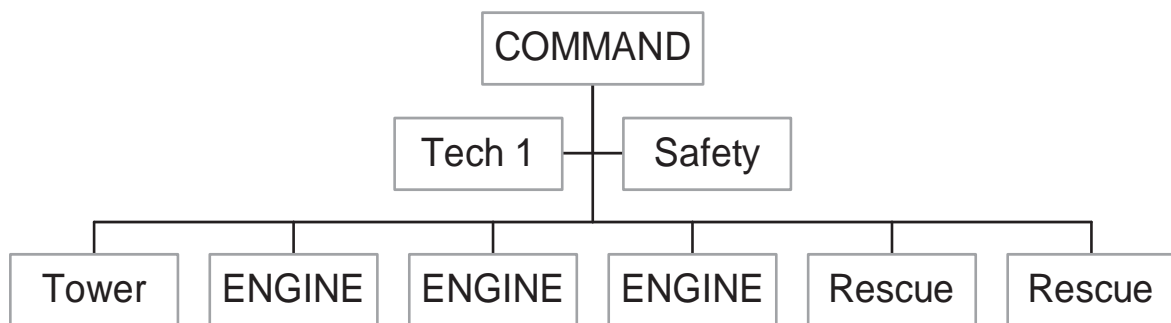 COMMAND
Tech 1 Safety
Tower ENGINE ENGINE ENGINE Rescue Rescue